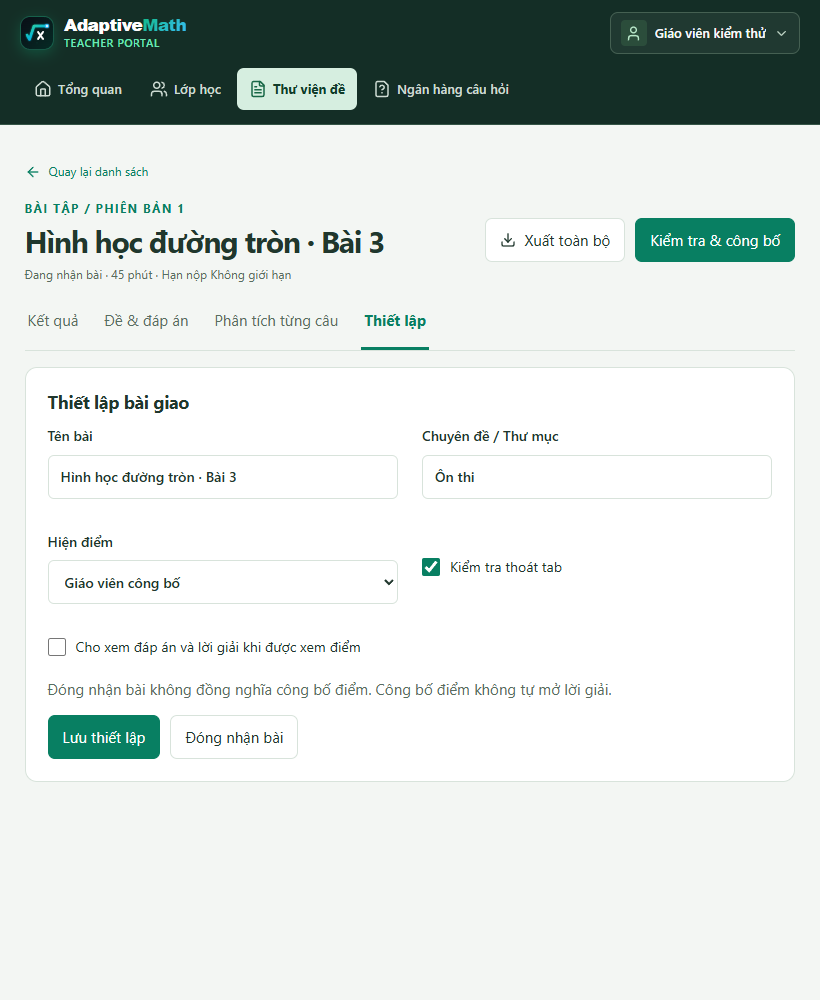 AdaptiveMath
TEACHER PORTAL
Giáo viên kiểm thử
Tổng quan
Lớp học
Thư viện đề
Ngân hàng câu hỏi
Quay lại danh sách
BÀI TẬP / PHIÊN BẢN 1
Hình học đường tròn · Bài 3
Đang nhận bài · 45 phút · Hạn nộp Không giới hạn
Xuất toàn bộ
Kiểm tra & công bố
Kết quả
Đề & đáp án
Phân tích từng câu
Thiết lập
Thiết lập bài giao
Tên bài
Chuyên đề / Thư mục
Hình học đường tròn · Bài 3
Ôn thi
Hiện điểm
Giáo viên công bố
Kiểm tra thoát tab
Cho xem đáp án và lời giải khi được xem điểm
Đóng nhận bài không đồng nghĩa công bố điểm. Công bố điểm không tự mở lời giải.
Lưu thiết lập
Đóng nhận bài